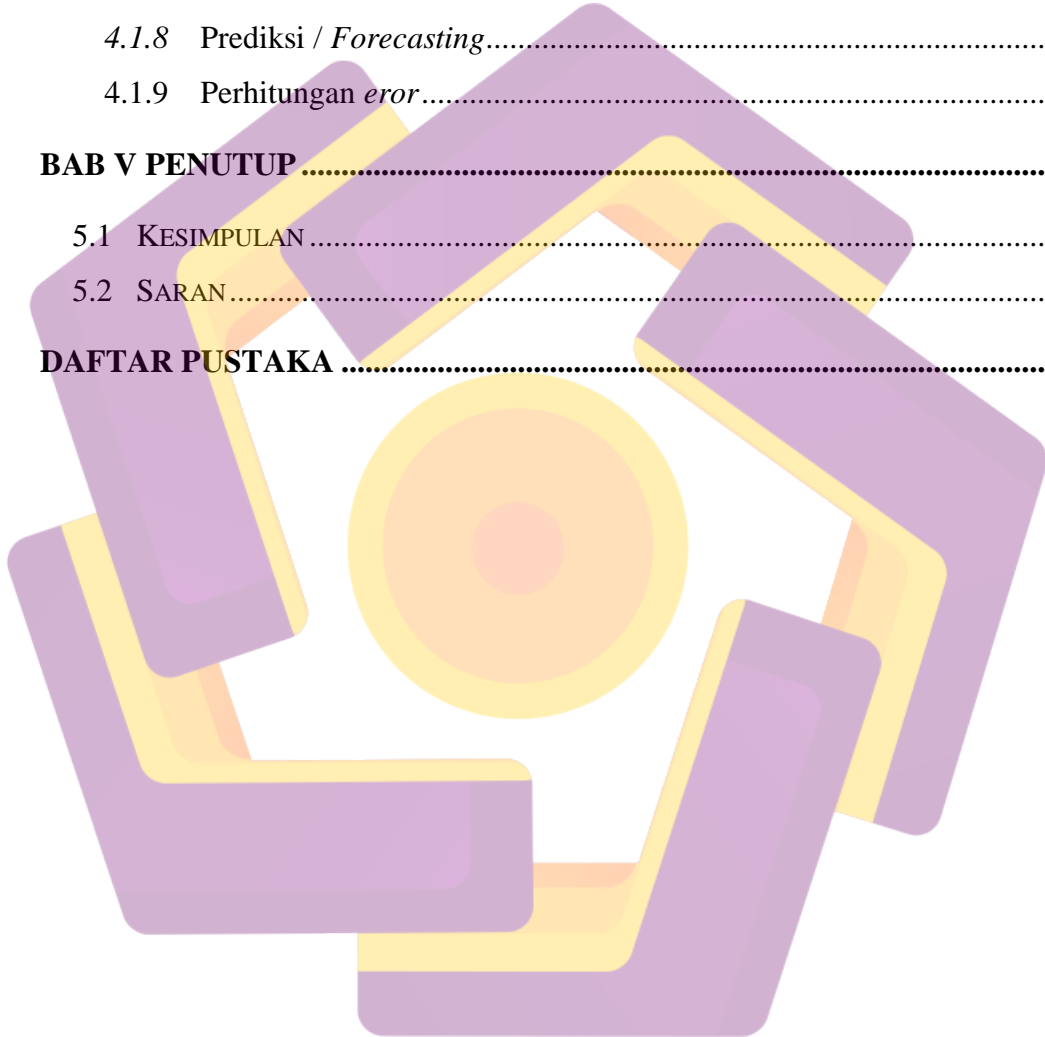 4.1.8 Prediksi / Forecasting....................................................................................
4.1.9 Perhitungan eror............................................................................................
BAB V PENUTUP ............................................................................................
5.1 KESIMPULAN............................................................................................
5.2 SARAN............................................................................................
DAFTAR PUSTAKA ............................................................................................